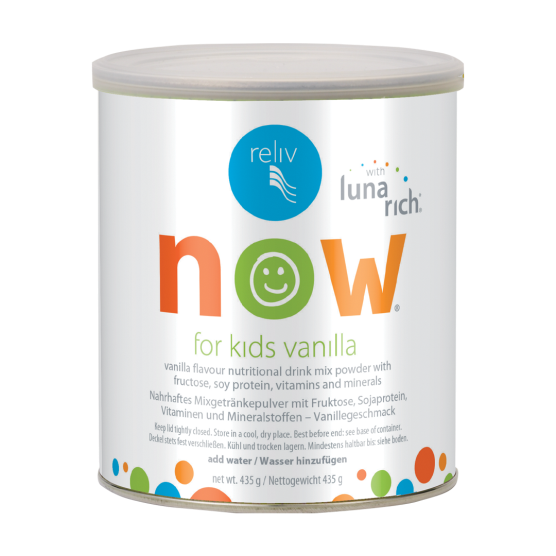 reliv
with
luna
rich®
now®
for kids vanilla
vanilla flavour nutritional drink mix powder with
fructose, soy protein, vitamins and minerals
Nahrhaftes Mixgetränkepulver mit Fruktose, Sojaprotein,
Vitaminen und Mineralstoffen – Vanillegeschmack
Keep lid tightly closed. Store in a cool, dry place. Best before end: see base of container.
Deckel stets fest verschließen. Kühl und trocken lagern. Mindestens haltbar bis: siehe boden.
add water / Wasser hinzufügen
net wt. 435 g / Nettogewicht 435 g